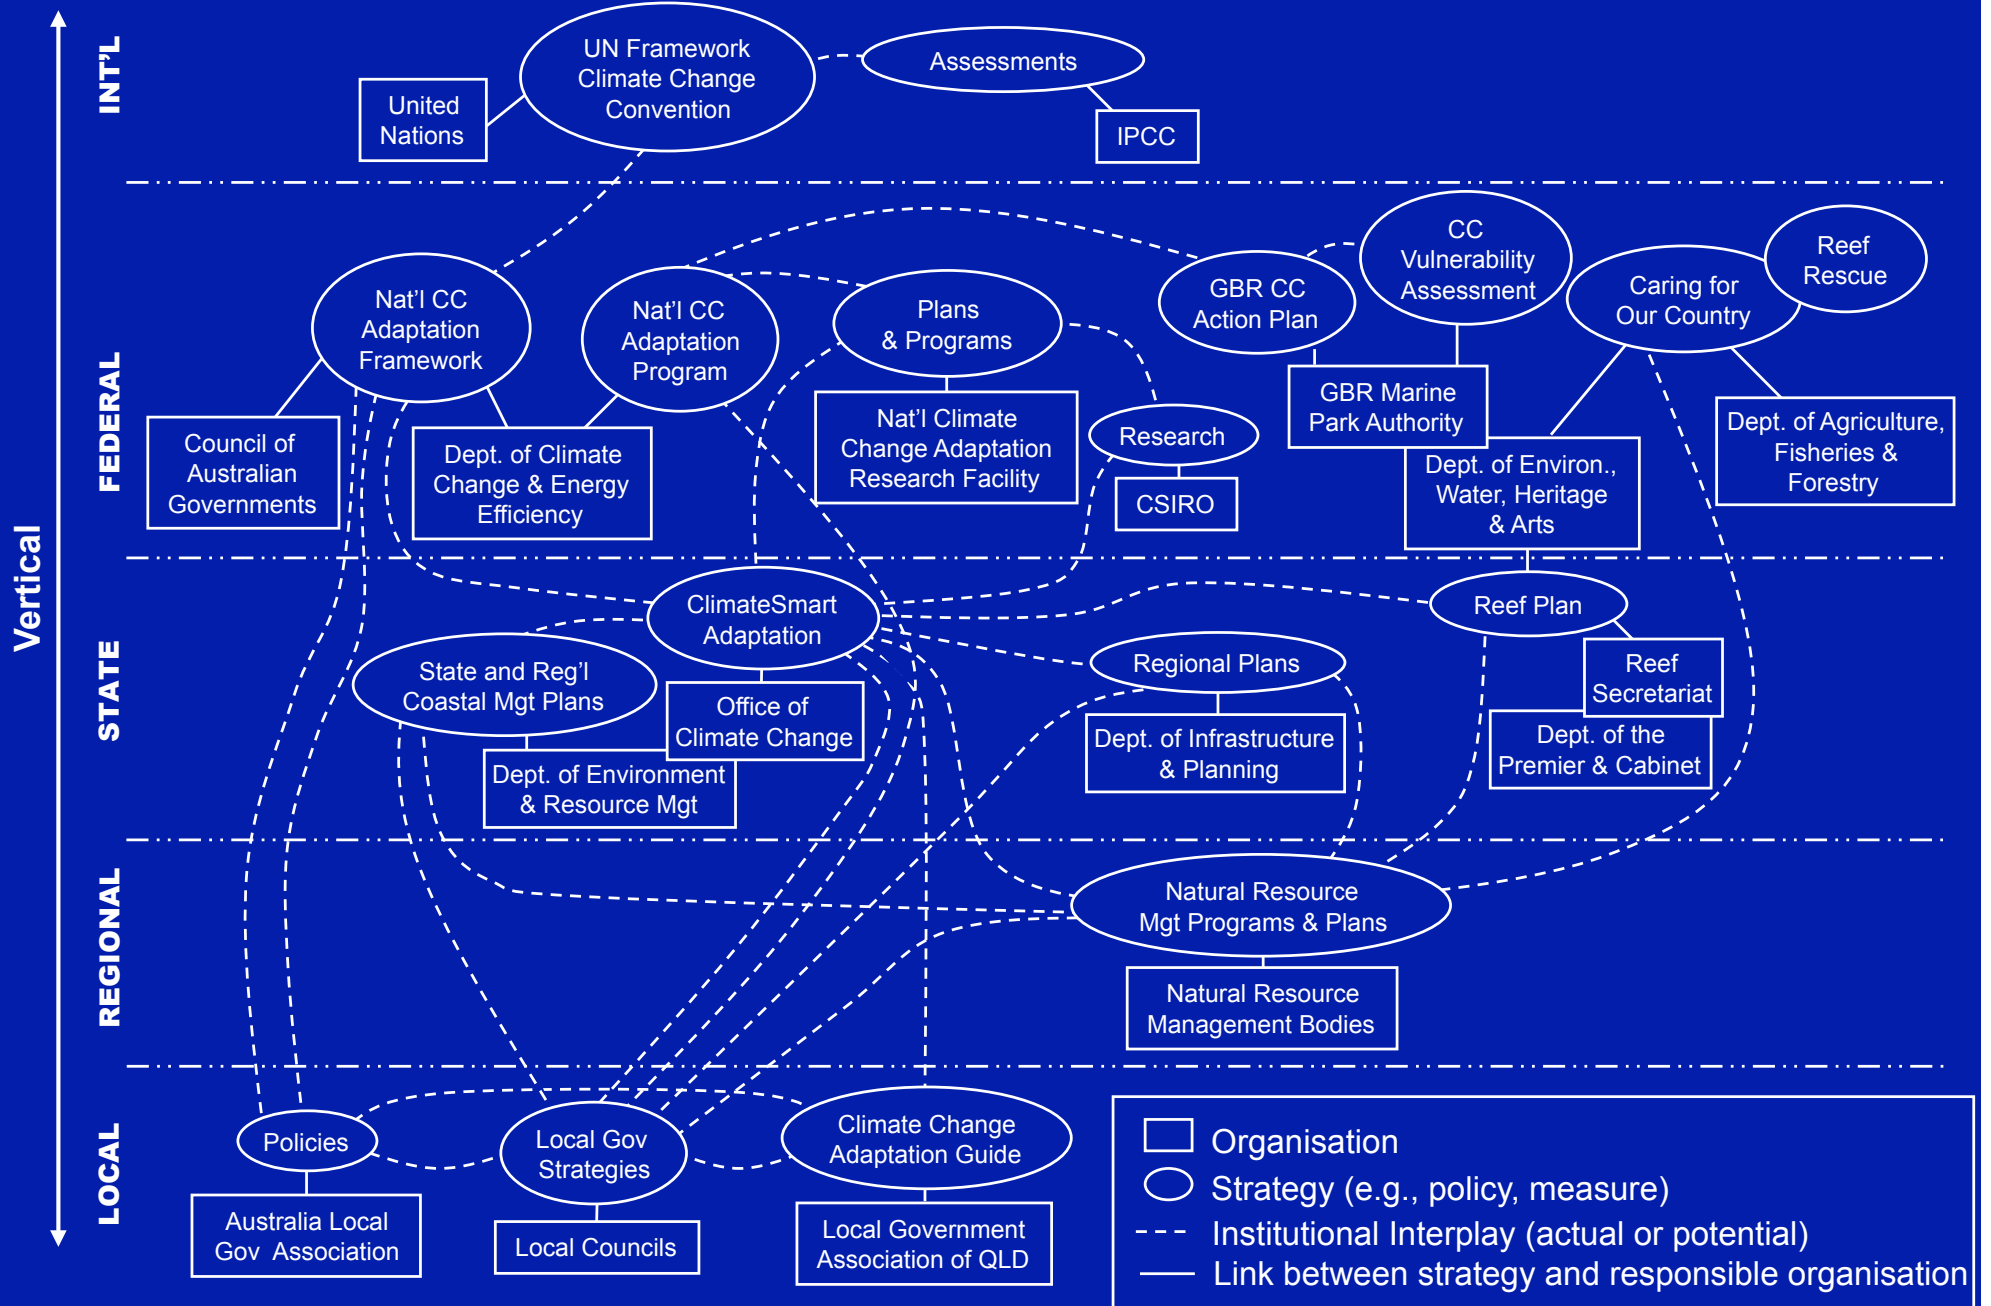 Vertical
INT'L
UN Framework
Climate Change
Convention
Assessments
United
Nations
IPCC
FEDERAL
Nat'l CC
Adaptation
Framework
Nat'l CC
Adaptation
Program
Plans
& Programs
GBR CC
Action Plan
CC
Vulnerability
Assessment
Caring for
Our Country
Reef
Rescue
Council of
Australian
Governments
Dept. of Climate
Change & Energy
Efficiency
Nat'l Climate
Change Adaptation
Research Facility
Research
CSIRO
GBR Marine
Park Authority
Dept. of Environ.,
Water, Heritage
& Arts
Dept. of Agriculture,
Fisheries &
Forestry
STATE
ClimateSmart
Adaptation
Reef Plan
State and Reg'l
Coastal Mgt Plans
Regional Plans
Reef
Secretariat
Office of
Climate Change
Dept. of Environment
& Resource Mgt
Dept. of Infrastructure
& Planning
Dept. of the
Premier & Cabinet
REGIONAL
Natural Resource
Mgt Programs & Plans
Natural Resource
Management Bodies
LOCAL
Policies
Local Gov
Strategies
Climate Change
Adaptation Guide
Australia Local
Gov Association
Local Councils
Local Government
Association of QLD
Organisation
Strategy (e.g., policy, measure)
Institutional Interplay (actual or potential)
Link between strategy and responsible organisation